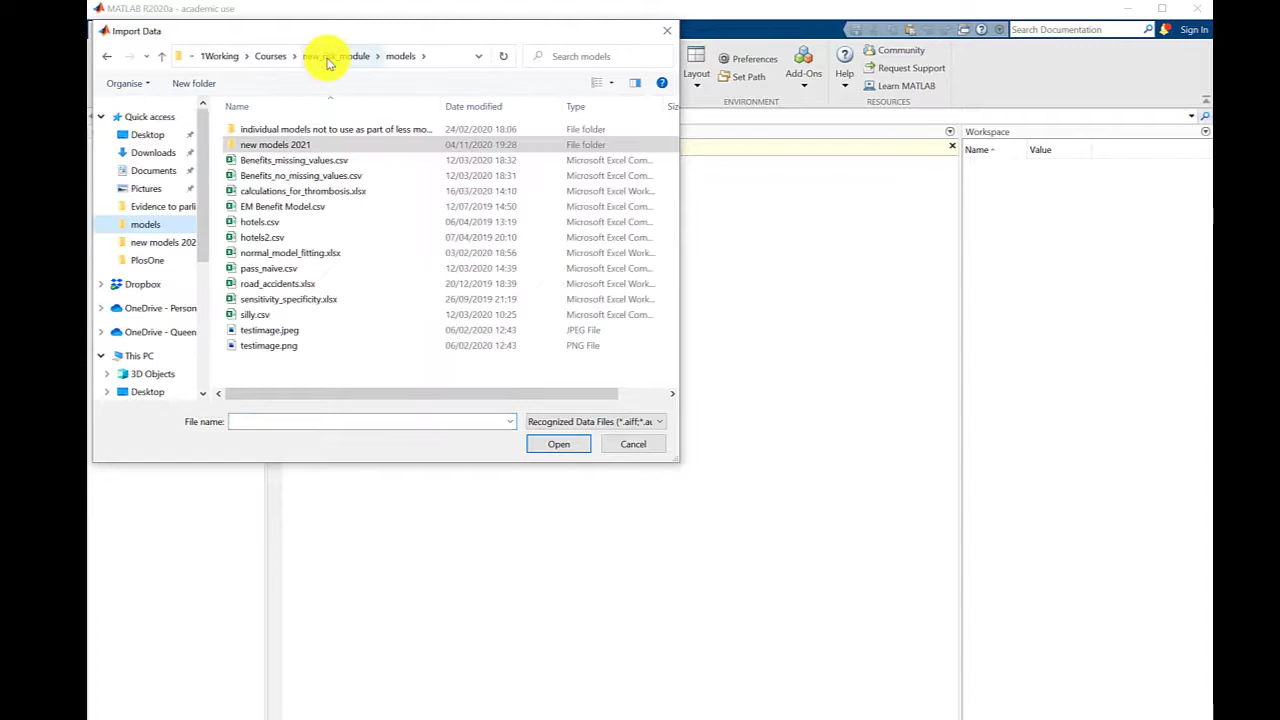 MATLAB R2020a - academic use
Import Data
1Working > Courses > new_risk_module > models >
Search models
Organise
New folder
Name
Date modified
Type
Siz
Quick access
Desktop
Downloads
Documents
Pictures
Evidence to parli
models
new models 202
PlosOne
Dropbox
OneDrive - Person
OneDrive - Queen
This PC
3D Objects
Desktop
individual models not to use as part of less mo... 24/02/2020 18:06 File folder
new models 2021 04/11/2020 19:28 File folder
Benefits_missing_values.csv 12/03/2020 18:32 Microsoft Excel Com...
Benefits_no_missing_values.csv 12/03/2020 18:31 Microsoft Excel Com...
calculations_for_thrombosis.xlsx 16/03/2020 14:10 Microsoft Excel Work...
EM Benefit Model.csv 12/07/2019 14:50 Microsoft Excel Com...
hotels.csv 06/04/2019 13:19 Microsoft Excel Com...
hotels2.csv 07/04/2019 20:10 Microsoft Excel Com...
normal_model_fitting.xlsx 03/02/2020 18:56 Microsoft Excel Work...
pass_naive.csv 12/03/2020 14:39 Microsoft Excel Com...
road_accidents.xlsx 20/12/2019 18:39 Microsoft Excel Work...
sensitivity_specificity.xlsx 26/09/2019 21:19 Microsoft Excel Work...
silly.csv 12/03/2020 10:25 Microsoft Excel Com...
testimage.jpeg 06/02/2020 12:43 JPEG File
testimage.png 06/02/2020 12:43 PNG File
File name:
Recognized Data Files (*.aiff;*.au
Open
Cancel
Search Documentation
Sign In
Layout
Preferences
Set Path
Add-Ons
Help
Community
Request Support
Learn MATLAB
ENVIRONMENT
RESOURCES
Workspace
Name
Value